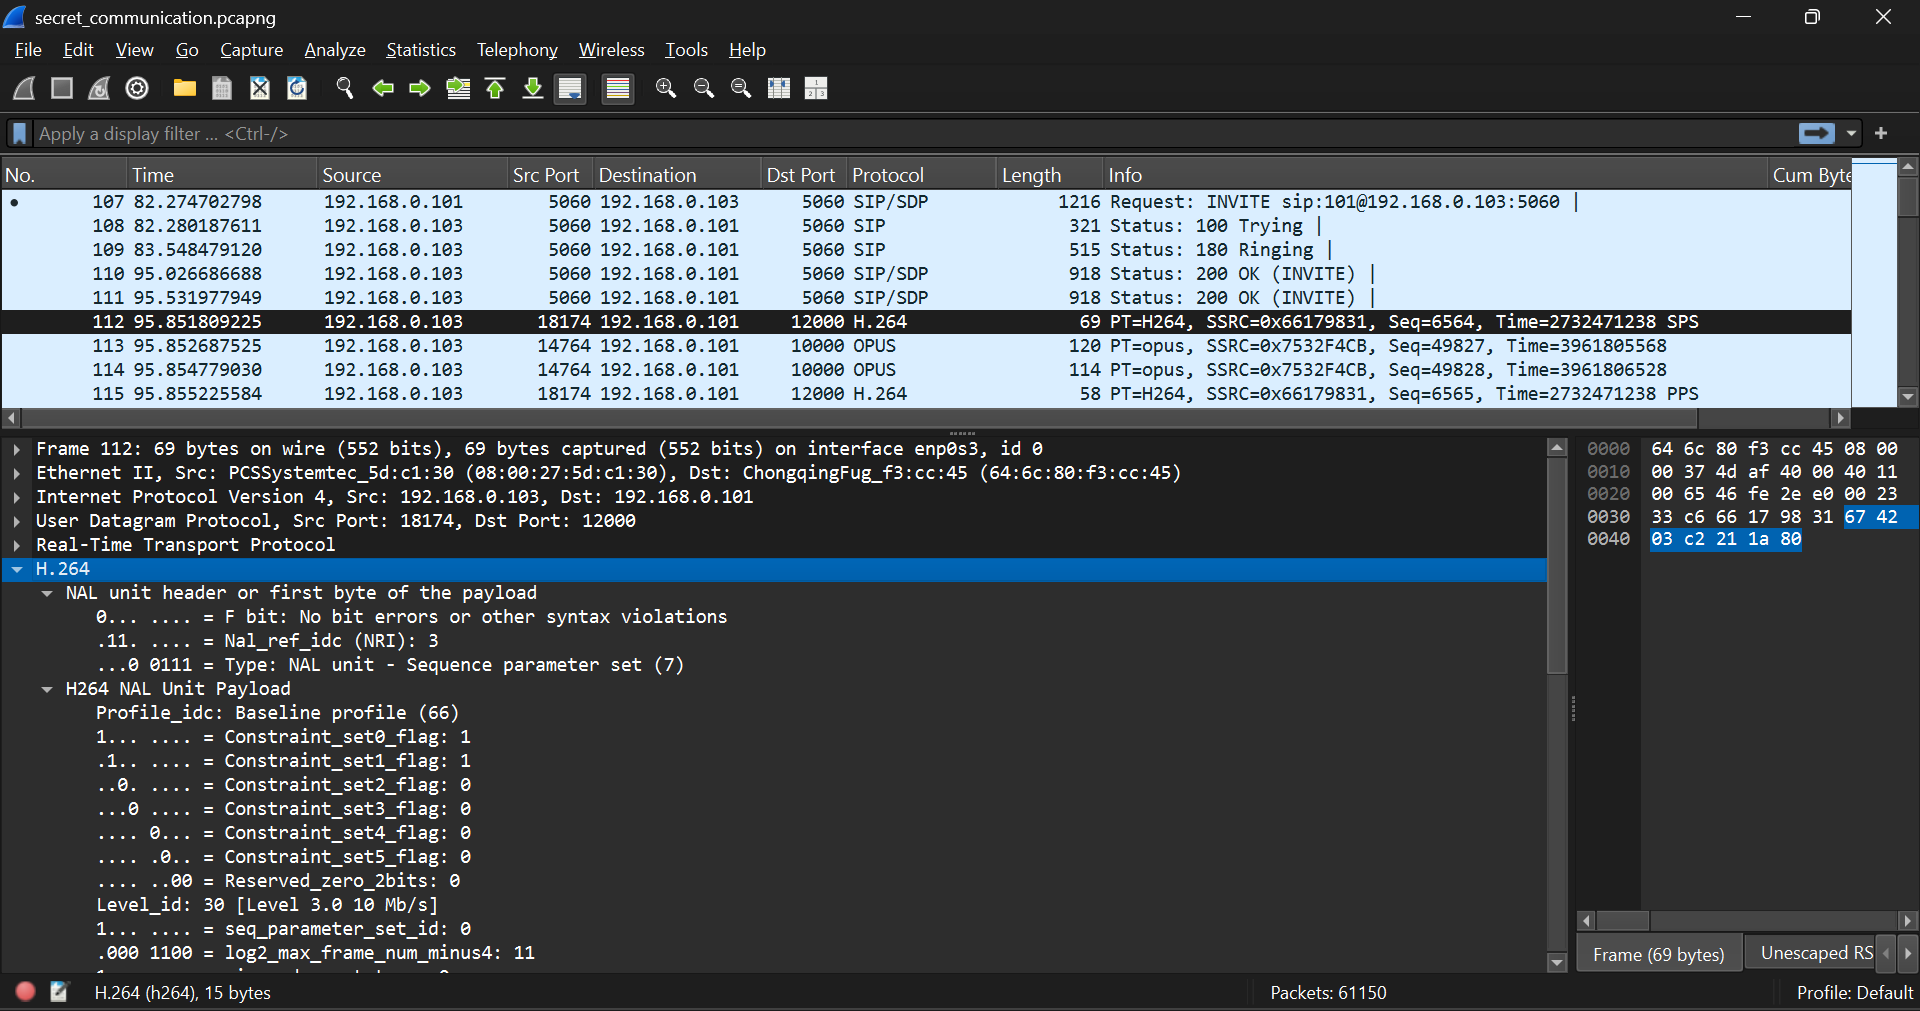 secret_communication.pcapng
File Edit View Go Capture Analyze Statistics Telephony Wireless Tools Help
Apply a display filter ... <Ctrl-/>
No. Time Source Src Port Destination Dst Port Protocol Length Info Cum Byte
107 82.274702798 192.168.0.101 5060 192.168.0.103 5060 SIP/SDP 1216 Request: INVITE sip:101@192.168.0.103:5060 |
108 82.280187611 192.168.0.103 5060 192.168.0.101 5060 SIP 321 Status: 100 Trying |
109 83.548479120 192.168.0.103 5060 192.168.0.101 5060 SIP 515 Status: 180 Ringing |
110 95.026686688 192.168.0.103 5060 192.168.0.101 5060 SIP/SDP 918 Status: 200 OK (INVITE) |
111 95.531977949 192.168.0.103 5060 192.168.0.101 5060 SIP/SDP 918 Status: 200 OK (INVITE) |
112 95.851809225 192.168.0.103 18174 192.168.0.101 12000 H.264 69 PT=H264, SSRC=0x66179831, Seq=6564, Time=2732471238 SPS
113 95.852687525 192.168.0.103 14764 192.168.0.101 10000 OPUS 120 PT=opus, SSRC=0x7532F4CB, Seq=49827, Time=3961805568
114 95.854779030 192.168.0.103 14764 192.168.0.101 10000 OPUS 114 PT=opus, SSRC=0x7532F4CB, Seq=49828, Time=3961806528
115 95.855225584 192.168.0.103 18174 192.168.0.101 12000 H.264 58 PT=H264, SSRC=0x66179831, Seq=6565, Time=2732471238 PPS
Frame 112: 69 bytes on wire (552 bits), 69 bytes captured (552 bits) on interface enp0s3, id 0
Ethernet II, Src: PCSSystemtec_5d:c1:30 (08:00:27:5d:c1:30), Dst: ChongqingFug_f3:cc:45 (64:6c:80:f3:cc:45)
Internet Protocol Version 4, Src: 192.168.0.103, Dst: 192.168.0.101
User Datagram Protocol, Src Port: 18174, Dst Port: 12000
Real-Time Transport Protocol
H.264
NAL unit header or first byte of the payload
0... .... = F bit: No bit errors or other syntax violations
.11. .... = Nal_ref_idc (NRI): 3
...0 0111 = Type: NAL unit - Sequence parameter set (7)
H264 NAL Unit Payload
Profile_idc: Baseline profile (66)
1... .... = Constraint_set0_flag: 1
.1.. .... = Constraint_set1_flag: 1
..0. .... = Constraint_set2_flag: 0
...0 .... = Constraint_set3_flag: 0
.... 0... = Constraint_set4_flag: 0
.... .0.. = Constraint_set5_flag: 0
.... ..00 = Reserved_zero_2bits: 0
Level_id: 30 [Level 3.0 10 Mb/s]
1... .... = seq_parameter_set_id: 0
.000 1100 = log2_max_frame_num_minus4: 11
0000 64 6c 80 f3 cc 45 08 00
0010 00 37 4d af 40 00 40 11
0020 00 65 46 fe 2e e0 00 23
0030 33 c6 66 17 98 31 67 42
0040 03 c2 21 1a 80
Frame (69 bytes) Unescaped RS
H.264 (h264), 15 bytes Packets: 61150 Profile: Default